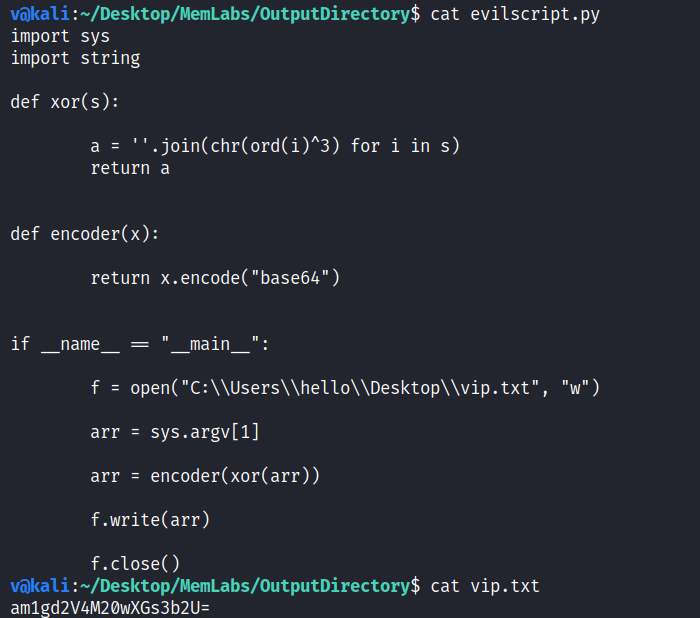 v@kali:~/Desktop/MemLabs/OutputDirectory$ cat evilscript.py
import sys
import string
def xor(s):
a = ''.join(chr(ord(i)^3) for i in s)
return a
def encoder(x):
return x.encode("base64")
if __name__ == "__main__":
f = open("C:\\Users\\hello\\Desktop\\vip.txt", "w")
arr = sys.argv[1]
arr = encoder(xor(arr))
f.write(arr)
f.close()
v@kali:~/Desktop/MemLabs/OutputDirectory$ cat vip.txt
am1gd2V4M20wXGs3b2U=